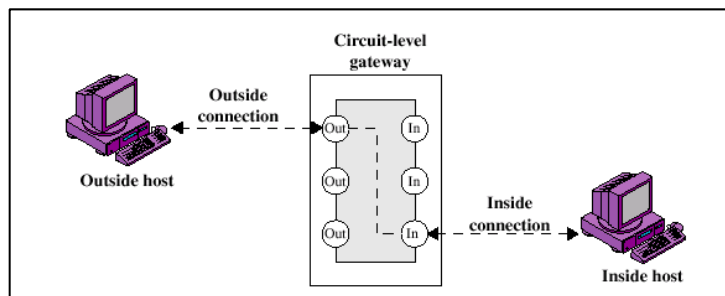 Circuit-level
gateway
Outside
connection
Out
In
Outside host
Out
In
Inside
connection
Out
In
Inside host